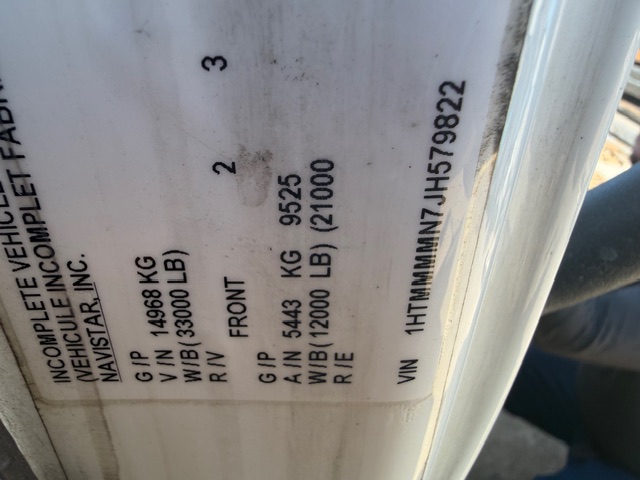 INCOMPLETE VEHICLE
(VEHICULE INCOMPLET FABRI
NAVISTAR, INC.
G / P
V / N 14968 KG
W/B(33000 LB)
R / V FRONT 2 3
G / P
A / N 5443 KG 9525
W/B(12000 LB) (21000
R / E
VIN 1HTMMMMN7JH579822